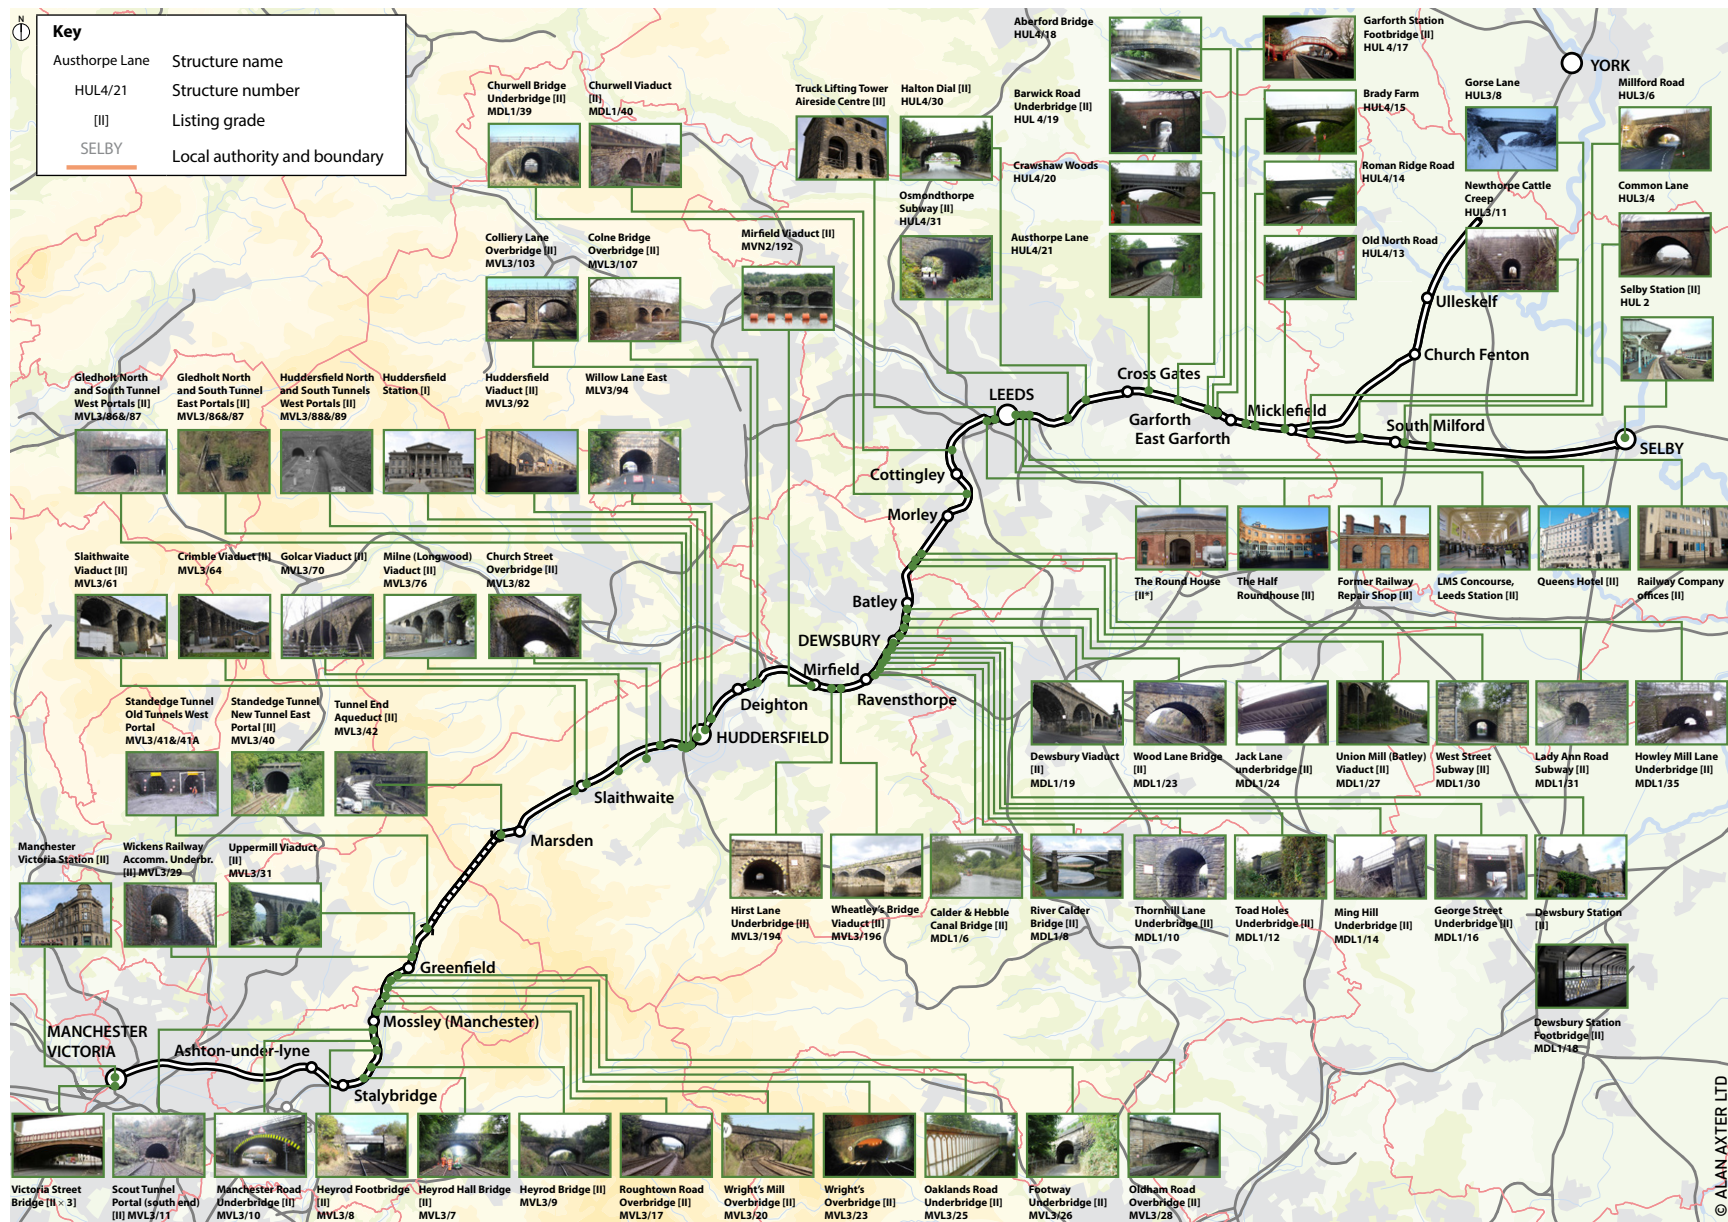 N
Key
Austhorpe Lane Structure name
HUL4/21 Structure number
[II] Listing grade
SELBY Local authority and boundary
Churwell Bridge
Underbridge [II]
MDL1/39
Churwell Viaduct
[II]
MDL1/40
Truck Lifting Tower
Aireside Centre [II]
Halton Dial [II]
HUL4/30
Aberford Bridge
HUL4/18
Garforth Station
Footbridge [II]
HUL 4/17
YORK
Barwick Road
Underbridge [II]
HUL 4/19
Brady Farm
HUL4/15
Gorse Lane
HUL3/8
Millford Road
HUL3/6
Crawshaw Woods
HUL4/20
Roman Ridge Road
HUL4/14
Newthorpe Cattle
Creep
HUL3/11
Common Lane
HUL3/4
Osmondthorpe
Subway [II]
HUL4/31
Austhorpe Lane
HUL4/21
Old North Road
HUL4/13
Selby Station [II]
HUL 2
Colliery Lane
Overbridge [II]
MVL3/103
Colne Bridge
Overbridge [II]
MVL3/107
Mirfield Viaduct [II]
MVN2/192
Ulleskelf
Church Fenton
Cross Gates
LEEDS
Garforth
East Garforth
Micklefield
South Milford
SELBY
Gledholt North
and South Tunnel
West Portals [II]
MVL3/86&/87
Gledholt North
and South Tunnel
East Portals [II]
MVL3/86&/87
Huddersfield North
and South Tunnels
West Portals [II]
MVL3/88&/89
Huddersfield
Station [I]
Huddersfield
Viaduct [II]
MVL3/92
Willow Lane East
MLV3/94
Cottingley
Morley
Batley
DEWSBURY
Mirfield
Ravensthorpe
Deighton
HUDDERSFIELD
Slaithwaite
Marsden
Slaithwaite
Viaduct [II]
MVL3/61
Crimble Viaduct [II]
MVL3/64
Golcar Viaduct [II]
MVL3/70
Milne (Longwood)
Viaduct [II]
MVL3/76
Church Street
Overbridge [II]
MVL3/82
The Round House
[II*]
The Half
Roundhouse [II]
Former Railway
Repair Shop [II]
LMS Concourse,
Leeds Station [II]
Queens Hotel [II]
Railway Company
offices [II]
Standedge Tunnel
Old Tunnels West
Portal
MVL3/41&/41A
Standedge Tunnel
New Tunnel East
Portal [II]
MVL3/40
Tunnel End
Aqueduct [II]
MVL3/42
Dewsbury Viaduct
[II]
MDL1/19
Wood Lane Bridge
[II]
MDL1/23
Jack Lane
underbridge [II]
MDL1/24
Union Mill (Batley)
Viaduct [II]
MDL1/27
West Street
Subway [II]
MDL1/30
Lady Ann Road
Subway [II]
MDL1/31
Howley Mill Lane
Underbridge [II]
MDL1/35
Manchester
Victoria Station [II]
Wickens Railway
Accomm. Underbr.
[II] MVL3/29
Uppermill Viaduct
[II]
MVL3/31
Hirst Lane
Underbridge [II]
MVL3/194
Wheatley's Bridge
Viaduct [II]
MVL3/196
Calder & Hebble
Canal Bridge [II]
MDL1/6
River Calder
Bridge [II]
MDL1/8
Thornhill Lane
Underbridge [II]
MDL1/10
Toad Holes
Underbridge [II]
MDL1/12
Ming Hill
Underbridge [II]
MDL1/14
George Street
Underbridge [II]
MDL1/16
Dewsbury Station
[II]
Dewsbury Station
Footbridge [II]
MDL1/18
Greenfield
Mossley (Manchester)
MANCHESTER
VICTORIA
Ashton-under-lyne
Stalybridge
Victoria Street
Bridge [II × 3]
Scout Tunnel
Portal (south end)
[II] MVL3/11
Manchester Road
Underbridge [II]
MVL3/10
Heyrod Footbridge
[II]
MVL3/8
Heyrod Hall Bridge
[II]
MVL3/7
Heyrod Bridge [II]
MVL3/9
Roughtown Road
Overbridge [II]
MVL3/17
Wright's Mill
Overbridge [II]
MVL3/20
Wright's
Overbridge [II]
MVL3/23
Oaklands Road
Underbridge [II]
MVL3/25
Footway
Underbridge [II]
MVL3/26
Oldham Road
Overbridge [II]
MVL3/28
© ALAN AXTER LTD